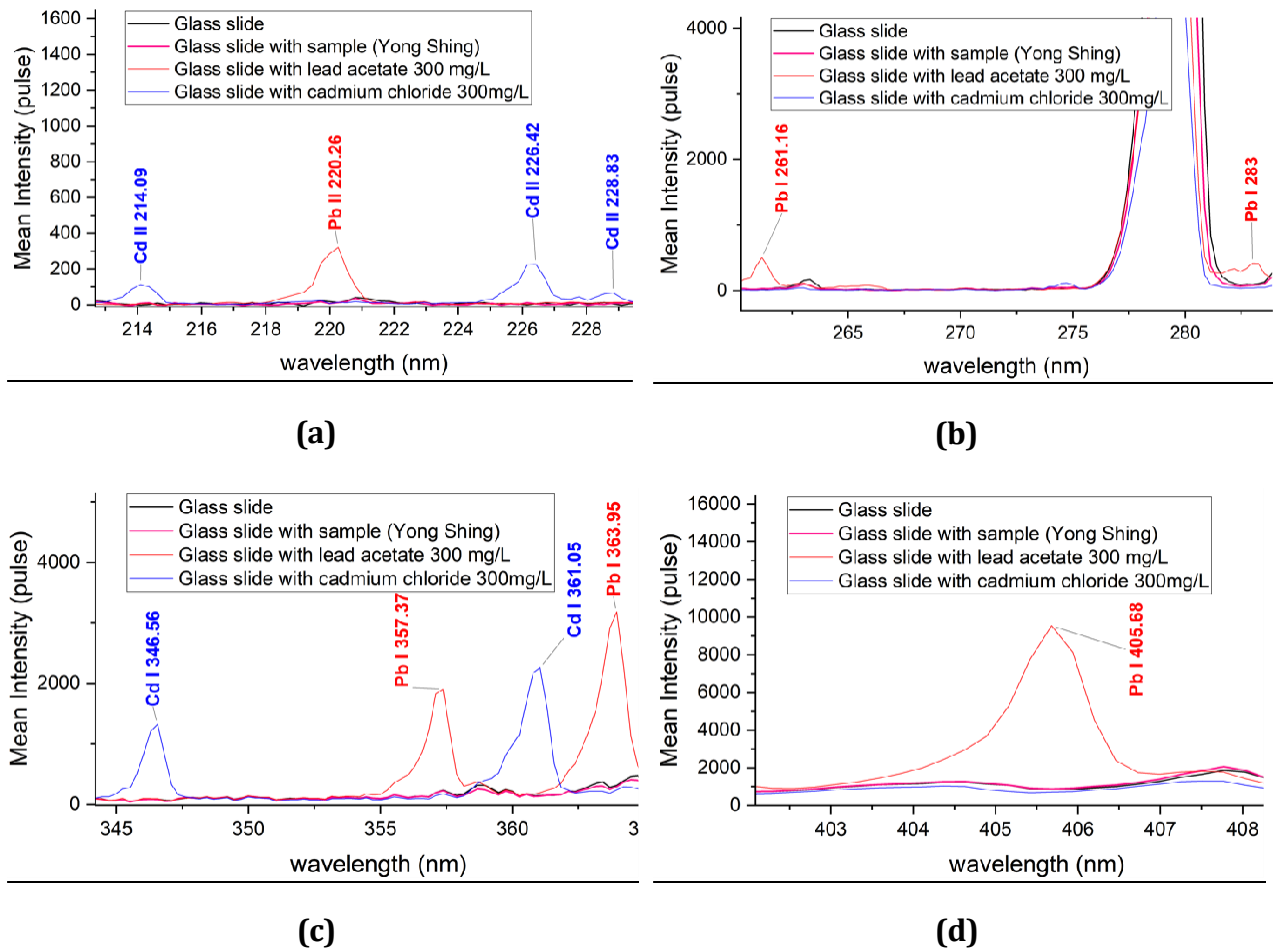 1600
1400
1200
1000
800
600
400
200
0
Mean Intensity (pulse)
Glass slide
Glass slide with sample (Yong Shing)
Glass slide with lead acetate 300 mg/L
Glass slide with cadmium chloride 300mg/L
Cd II 214.09
Pb II 220.26
Cd II 226.42
Cd II 228.83
214 216 218 220 222 224 226 228
wavelength (nm)
(a)
4000
2000
0
Mean Intensity (pulse)
Glass slide
Glass slide with sample (Yong Shing)
Glass slide with lead acetate 300 mg/L
Glass slide with cadmium chloride 300mg/L
Pb I 261.16
Pb I 283
265 270 275 280
wavelength (nm)
(b)
4000
2000
0
Mean Intensity (pulse)
Glass slide
Glass slide with sample (Yong Shing)
Glass slide with lead acetate 300 mg/L
Glass slide with cadmium chloride 300mg/L
Cd I 346.56
Pb I 357.37
Cd I 361.05
Pb I 363.95
345 350 355 360 3
wavelength (nm)
(c)
16000
14000
12000
10000
8000
6000
4000
2000
0
Mean Intensity (pulse)
Glass slide
Glass slide with sample (Yong Shing)
Glass slide with lead acetate 300 mg/L
Glass slide with cadmium chloride 300mg/L
Pb I 405.68
403 404 405 406 407 408
wavelength (nm)
(d)